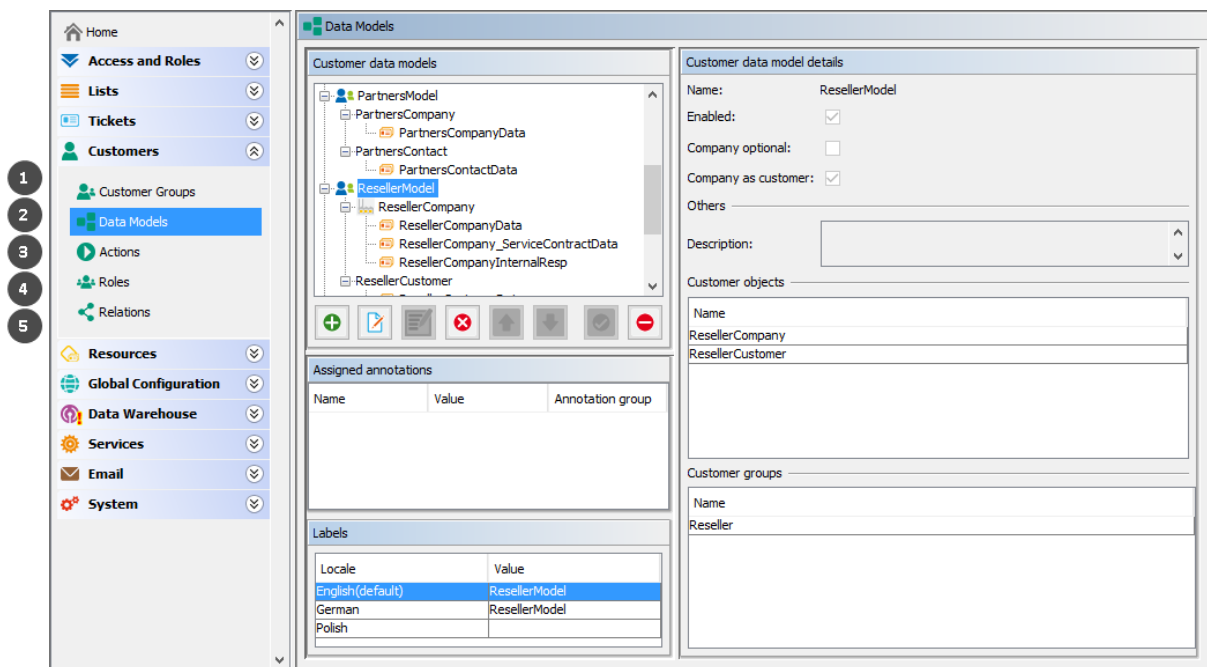 Home
Access and Roles
Lists
Tickets
Customers
1 Customer Groups
2 Data Models
3 Actions
4 Roles
5 Relations
Resources
Global Configuration
Data Warehouse
Services
Email
System
Data Models
Customer data models
PartnersModel
PartnersCompany
PartnersCompanyData
PartnersContact
PartnersContactData
ResellerModel
ResellerCompany
ResellerCompanyData
ResellerCompany_ServiceContractData
ResellerCompanyInternalResp
ResellerCustomer
Assigned annotations
Name Value Annotation group
Labels
Locale Value
English(default) ResellerModel
German ResellerModel
Polish
Customer data model details
Name: ResellerModel
Enabled:
Company optional:
Company as customer:
Others
Description:
Customer objects
Name
ResellerCompany
ResellerCustomer
Customer groups
Name
Reseller